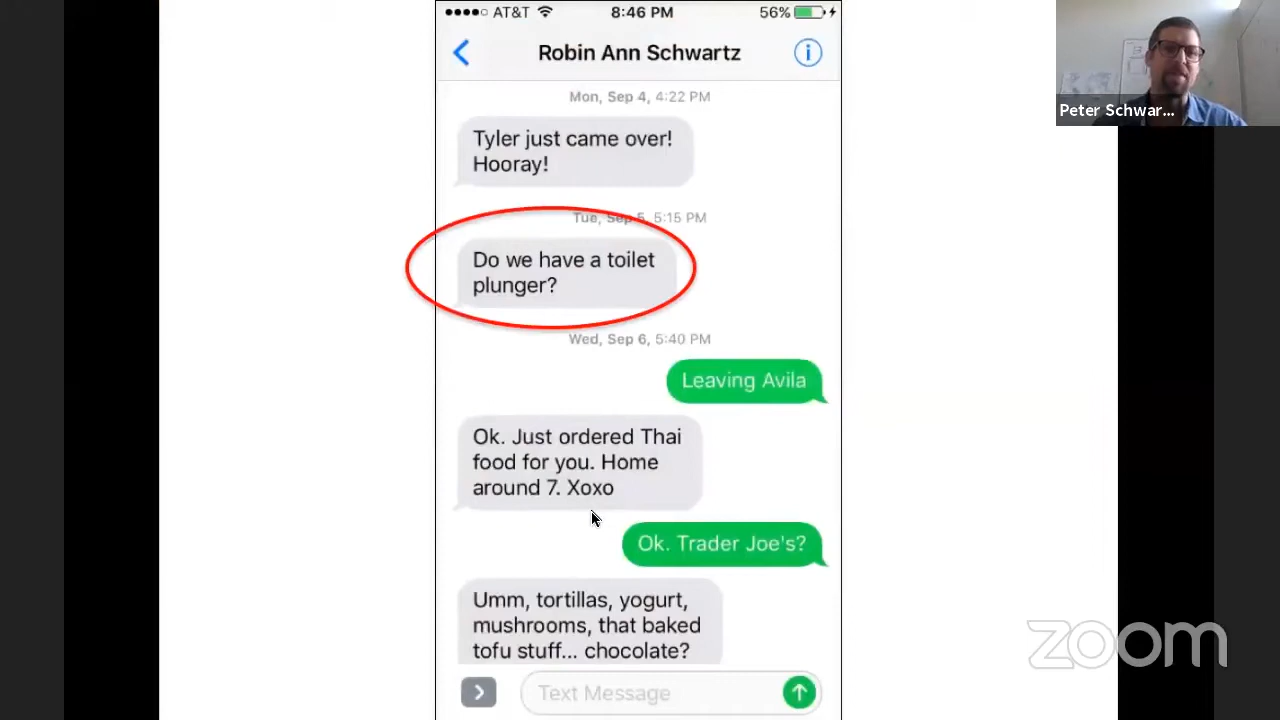 AT&T 8:46 PM 56%
Robin Ann Schwartz
Peter Schwar...
Mon, Sep 4, 4:22 PM
Tyler just came over!
Hooray!
Tue, Sep 5, 5:15 PM
Do we have a toilet
plunger?
Wed, Sep 6, 5:40 PM
Leaving Avila
Ok. Just ordered Thai
food for you. Home
around 7. Xoxo
Ok. Trader Joe's?
Umm, tortillas, yogurt,
mushrooms, that baked
tofu stuff... chocolate?
Text Message
zoom